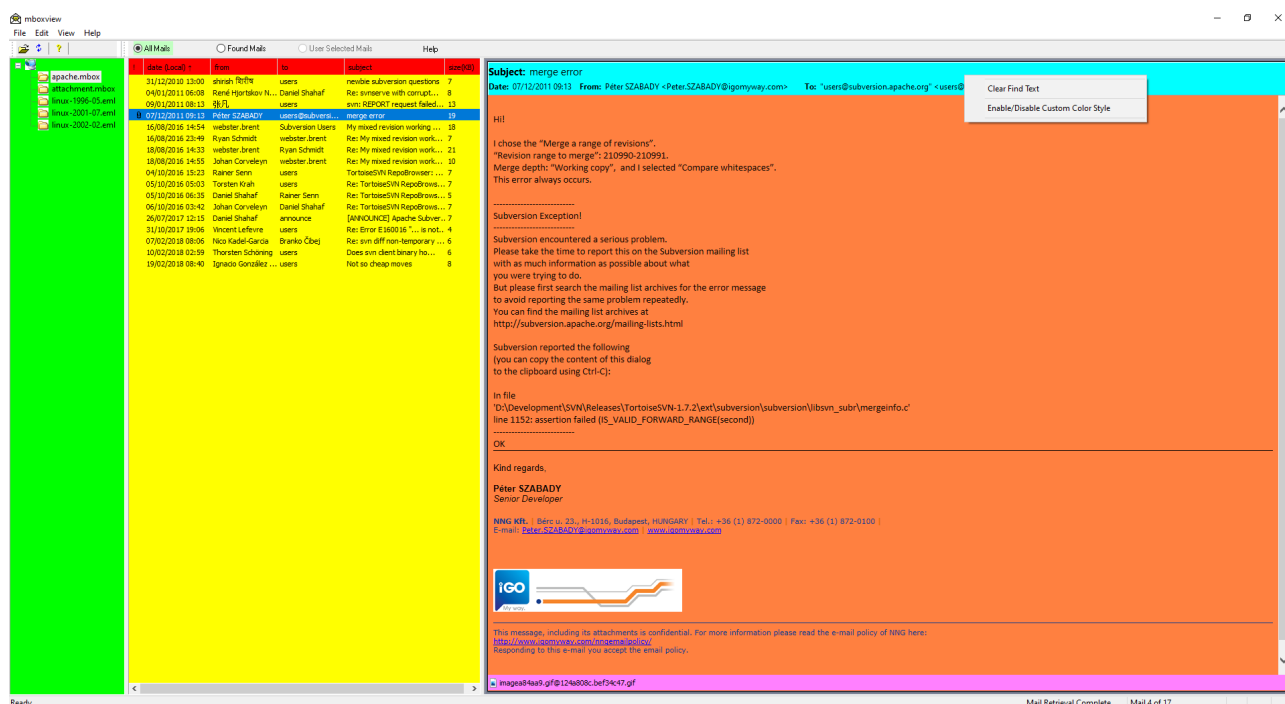 mboxview
File Edit View Help
All Mails Found Mails User Selected Mails Help
apache.mbox
attachment.mbox
linux-1996-05.eml
linux-2001-07.eml
linux-2002-02.eml
! date (Local) from to subject size(KB)
31/12/2010 13:00 shirish शिरीष users newbie subversion questions 7
04/01/2011 06:08 René Hjortskov N... Daniel Shahaf Re: svnserve with corrupt... 8
09/01/2011 08:13 张凡 users svn: REPORT request failed... 13
07/12/2011 09:13 Péter SZABADY users@subversi... merge error 19
16/08/2016 14:54 webster.brent Subversion Users My mixed revision working ... 18
16/08/2016 23:49 Ryan Schmidt webster.brent Re: My mixed revision work... 7
18/08/2016 14:33 webster.brent Ryan Schmidt Re: My mixed revision work... 21
18/08/2016 14:55 Johan Corveleyn webster.brent Re: My mixed revision work... 10
04/10/2016 15:23 Rainer Senn users TortoiseSVN RepoBrowser: ... 7
05/10/2016 05:03 Torsten Krah users Re: TortoiseSVN RepoBrows... 7
05/10/2016 06:35 Daniel Shahaf Rainer Senn Re: TortoiseSVN RepoBrows... 5
06/10/2016 03:42 Johan Corveleyn Daniel Shahaf Re: TortoiseSVN RepoBrows... 7
26/07/2017 12:15 Daniel Shahaf announce [ANNOUNCE] Apache Subver.. 7
31/10/2017 19:06 Vincent Lefevre users Re: Error E160016 "... is not.. 4
07/02/2018 08:06 Nico Kadel-Garcia Branko Čibej Re: svn diff non-temporary ... 6
10/02/2018 02:59 Thorsten Schöning users Does svn client binary ho... 6
19/02/2018 08:40 Ignacio González ... users Not so cheap moves 8
Subject: merge error
Date: 07/12/2011 09:13 From: Péter SZABADY <Peter.SZABADY@igomyway.com> To: "users@subversion.apache.org" <users@
Clear Find Text
Enable/Disable Custom Color Style
Hi!
I chose the “Merge a range of revisions”.
“Revision range to merge”: 210990-210991.
Merge depth: “Working copy”, and I selected “Compare whitespaces”.
This error always occurs.
---------------------------
Subversion Exception!
---------------------------
Subversion encountered a serious problem.
Please take the time to report this on the Subversion mailing list
with as much information as possible about what
you were trying to do.
But please first search the mailing list archives for the error message
to avoid reporting the same problem repeatedly.
You can find the mailing list archives at
http://subversion.apache.org/mailing-lists.html
Subversion reported the following
(you can copy the content of this dialog
to the clipboard using Ctrl-C):
In file
'D:\Development\SVN\Releases\TortoiseSVN-1.7.2\ext\subversion\subversion\libsvn_subr\mergeinfo.c'
line 1152: assertion failed (IS_VALID_FORWARD_RANGE(second))
---------------------------
OK
Kind regards,
Péter SZABADY
Senior Developer
NNG Kft. | Bérc u. 23., H-1016, Budapest, HUNGARY | Tel.: +36 (1) 872-0000 | Fax: +36 (1) 872-0100 |
E-mail: Peter.SZABADY@igomyway.com | www.igomyway.com
iGO
My way.
This message, including its attachments is confidential. For more information please read the e-mail policy of NNG here:
http://www.igomyway.com/nngemailpolicy/
Responding to this e-mail you accept the email policy.
imagea84aa9.gif@124a808c.bef34c47.gif
Ready Mail Retrieval Complete Mail 4 of 17